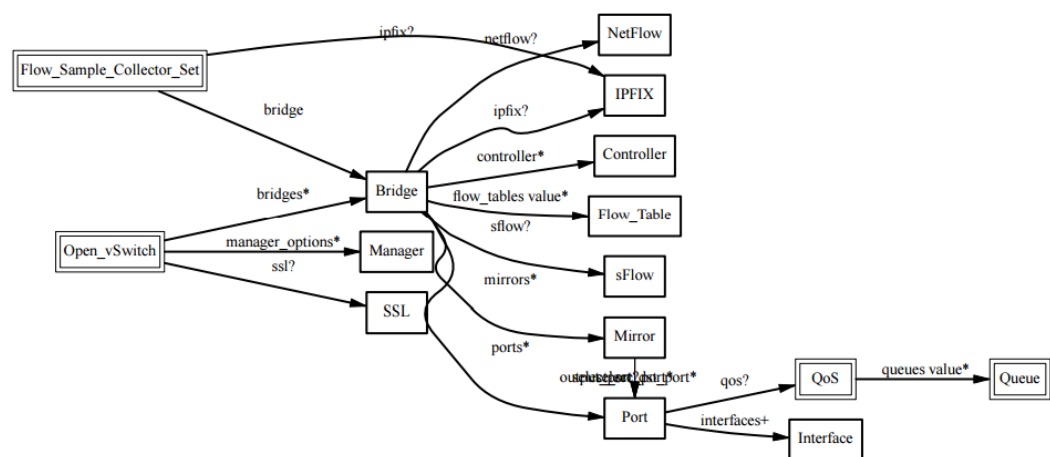 ipfix?
netflow?
NetFlow
Flow_Sample_Collector_Set
IPFIX
bridge
ipfix?
controller*
Controller
bridges*
Bridge
flow_tables value*
Flow_Table
sflow?
Open_vSwitch
manager_options*
Manager
ssl?
mirrors*
sFlow
SSL
ports*
Mirror
qos?
QoS
queues value*
Queue
Port
interfaces+
Interface